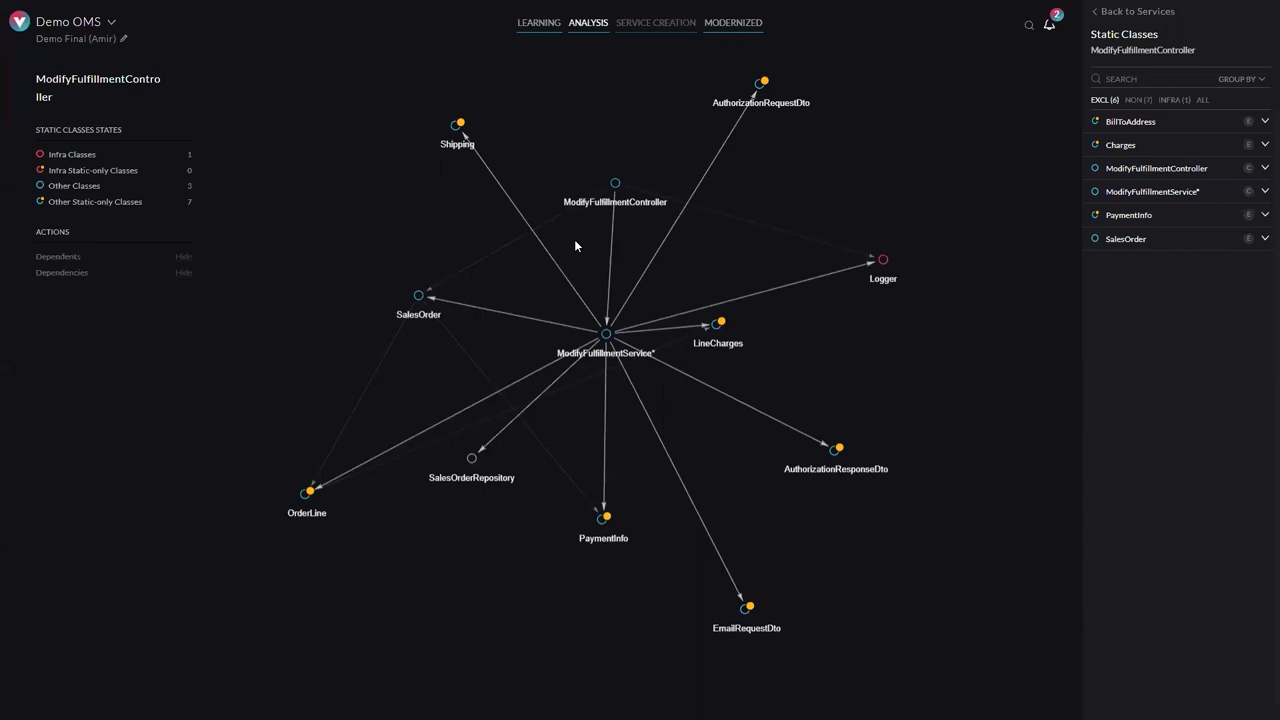 Demo OMS
Demo Final (Amir)
LEARNING ANALYSIS SERVICE CREATION MODERNIZED
2
Back to Services
Static Classes
ModifyFulfillmentController
SEARCH GROUP BY
EXCL (6) NON (7) INFRA (1) ALL
BillToAddress E
Charges E
ModifyFulfillmentController C
ModifyFulfillmentService* C
PaymentInfo E
SalesOrder E
ModifyFulfillmentContro
ller
STATIC CLASSES STATES
Infra Classes 1
Infra Static-only Classes 0
Other Classes 3
Other Static-only Classes 7
ACTIONS
Dependents Hide
Dependencies Hide
AuthorizationRequestDto
Shipping
ModifyFulfillmentController
Logger
SalesOrder
LineCharges
ModifyFulfillmentService*
AuthorizationResponseDto
SalesOrderRepository
OrderLine
PaymentInfo
EmailRequestDto